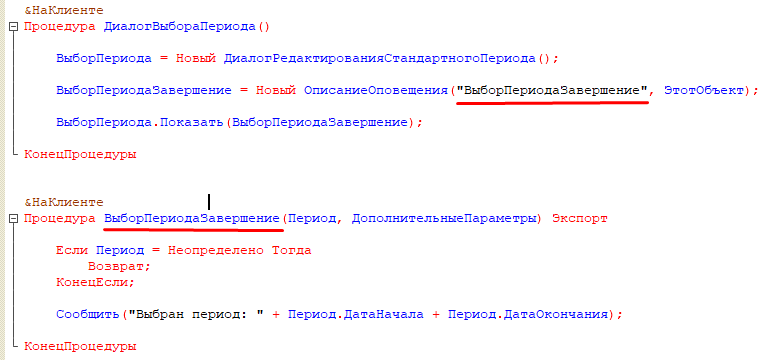 &НаКлиенте
Процедура ДиалогВыбораПериода()
ВыборПериода = Новый ДиалогРедактированияСтандартногоПериода();
ВыборПериодаЗавершение = Новый ОписаниеОповещения("ВыборПериодаЗавершение", ЭтотОбъект);
ВыборПериода.Показать(ВыборПериодаЗавершение);
КонецПроцедуры
&НаКлиенте
Процедура ВыборПериодаЗавершение(Период, ДополнительныеПараметры) Экспорт
Если Период = Неопределено Тогда
Возврат;
КонецЕсли;
Сообщить("Выбран период: " + Период.ДатаНачала + Период.ДатаОкончания);
КонецПроцедуры